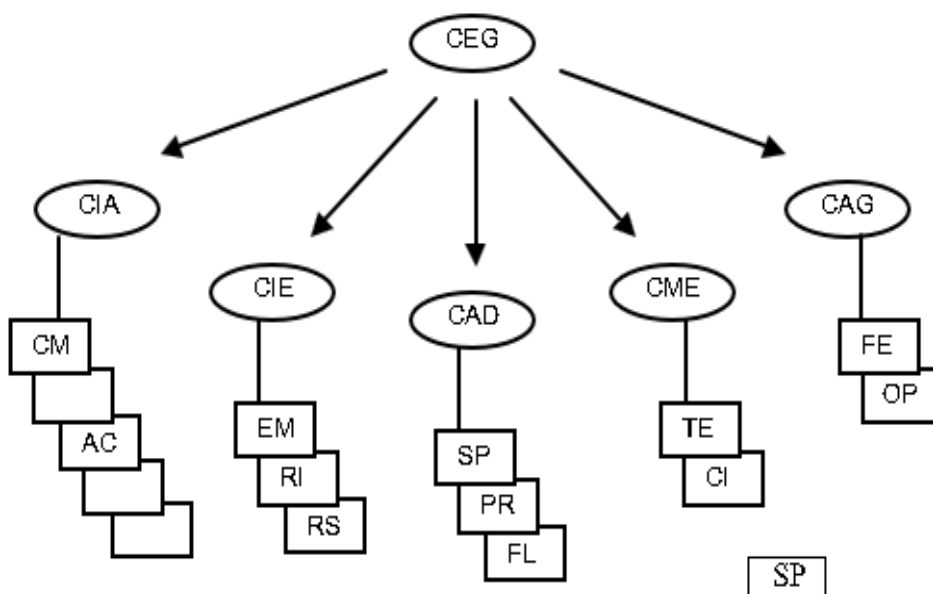 CEG
CIA
CIE
CAD
CME
CAG
CM
AC
EM
RI
RS
SP
PR
FL
TE
CI
FE
OP
SP